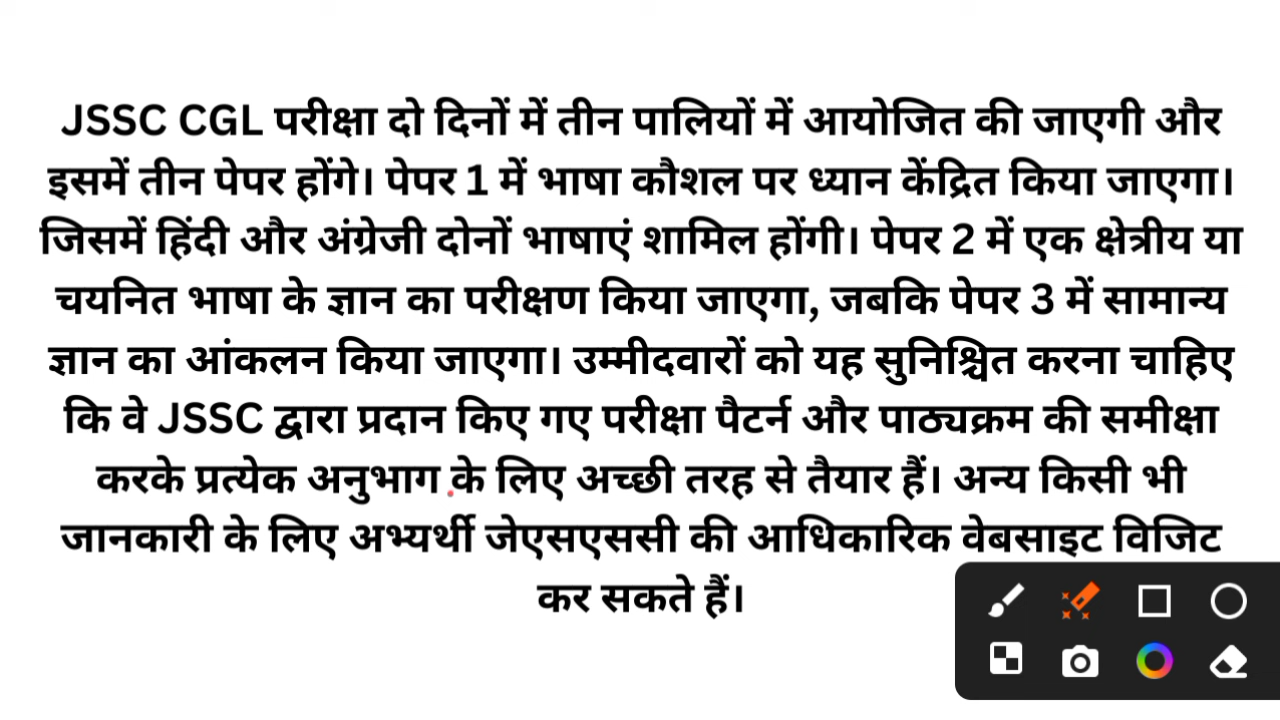 JSSC CGL परीक्षा दो दिनों में तीन पालियों में आयोजित की जाएगी और
इसमें तीन पेपर होंगे। पेपर 1 में भाषा कौशल पर ध्यान केंद्रित किया जाएगा।
जिसमें हिंदी और अंग्रेजी दोनों भाषाएं शामिल होंगी। पेपर 2 में एक क्षेत्रीय या
चयनित भाषा के ज्ञान का परीक्षण किया जाएगा, जबकि पेपर 3 में सामान्य
ज्ञान का आंकलन किया जाएगा। उम्मीदवारों को यह सुनिश्चित करना चाहिए
कि वे JSSC द्वारा प्रदान किए गए परीक्षा पैटर्न और पाठ्यक्रम की समीक्षा
करके प्रत्येक अनुभाग के लिए अच्छी तरह से तैयार हैं। अन्य किसी भी
जानकारी के लिए अभ्यर्थी जेएसएससी की आधिकारिक वेबसाइट विजिट
कर सकते हैं।